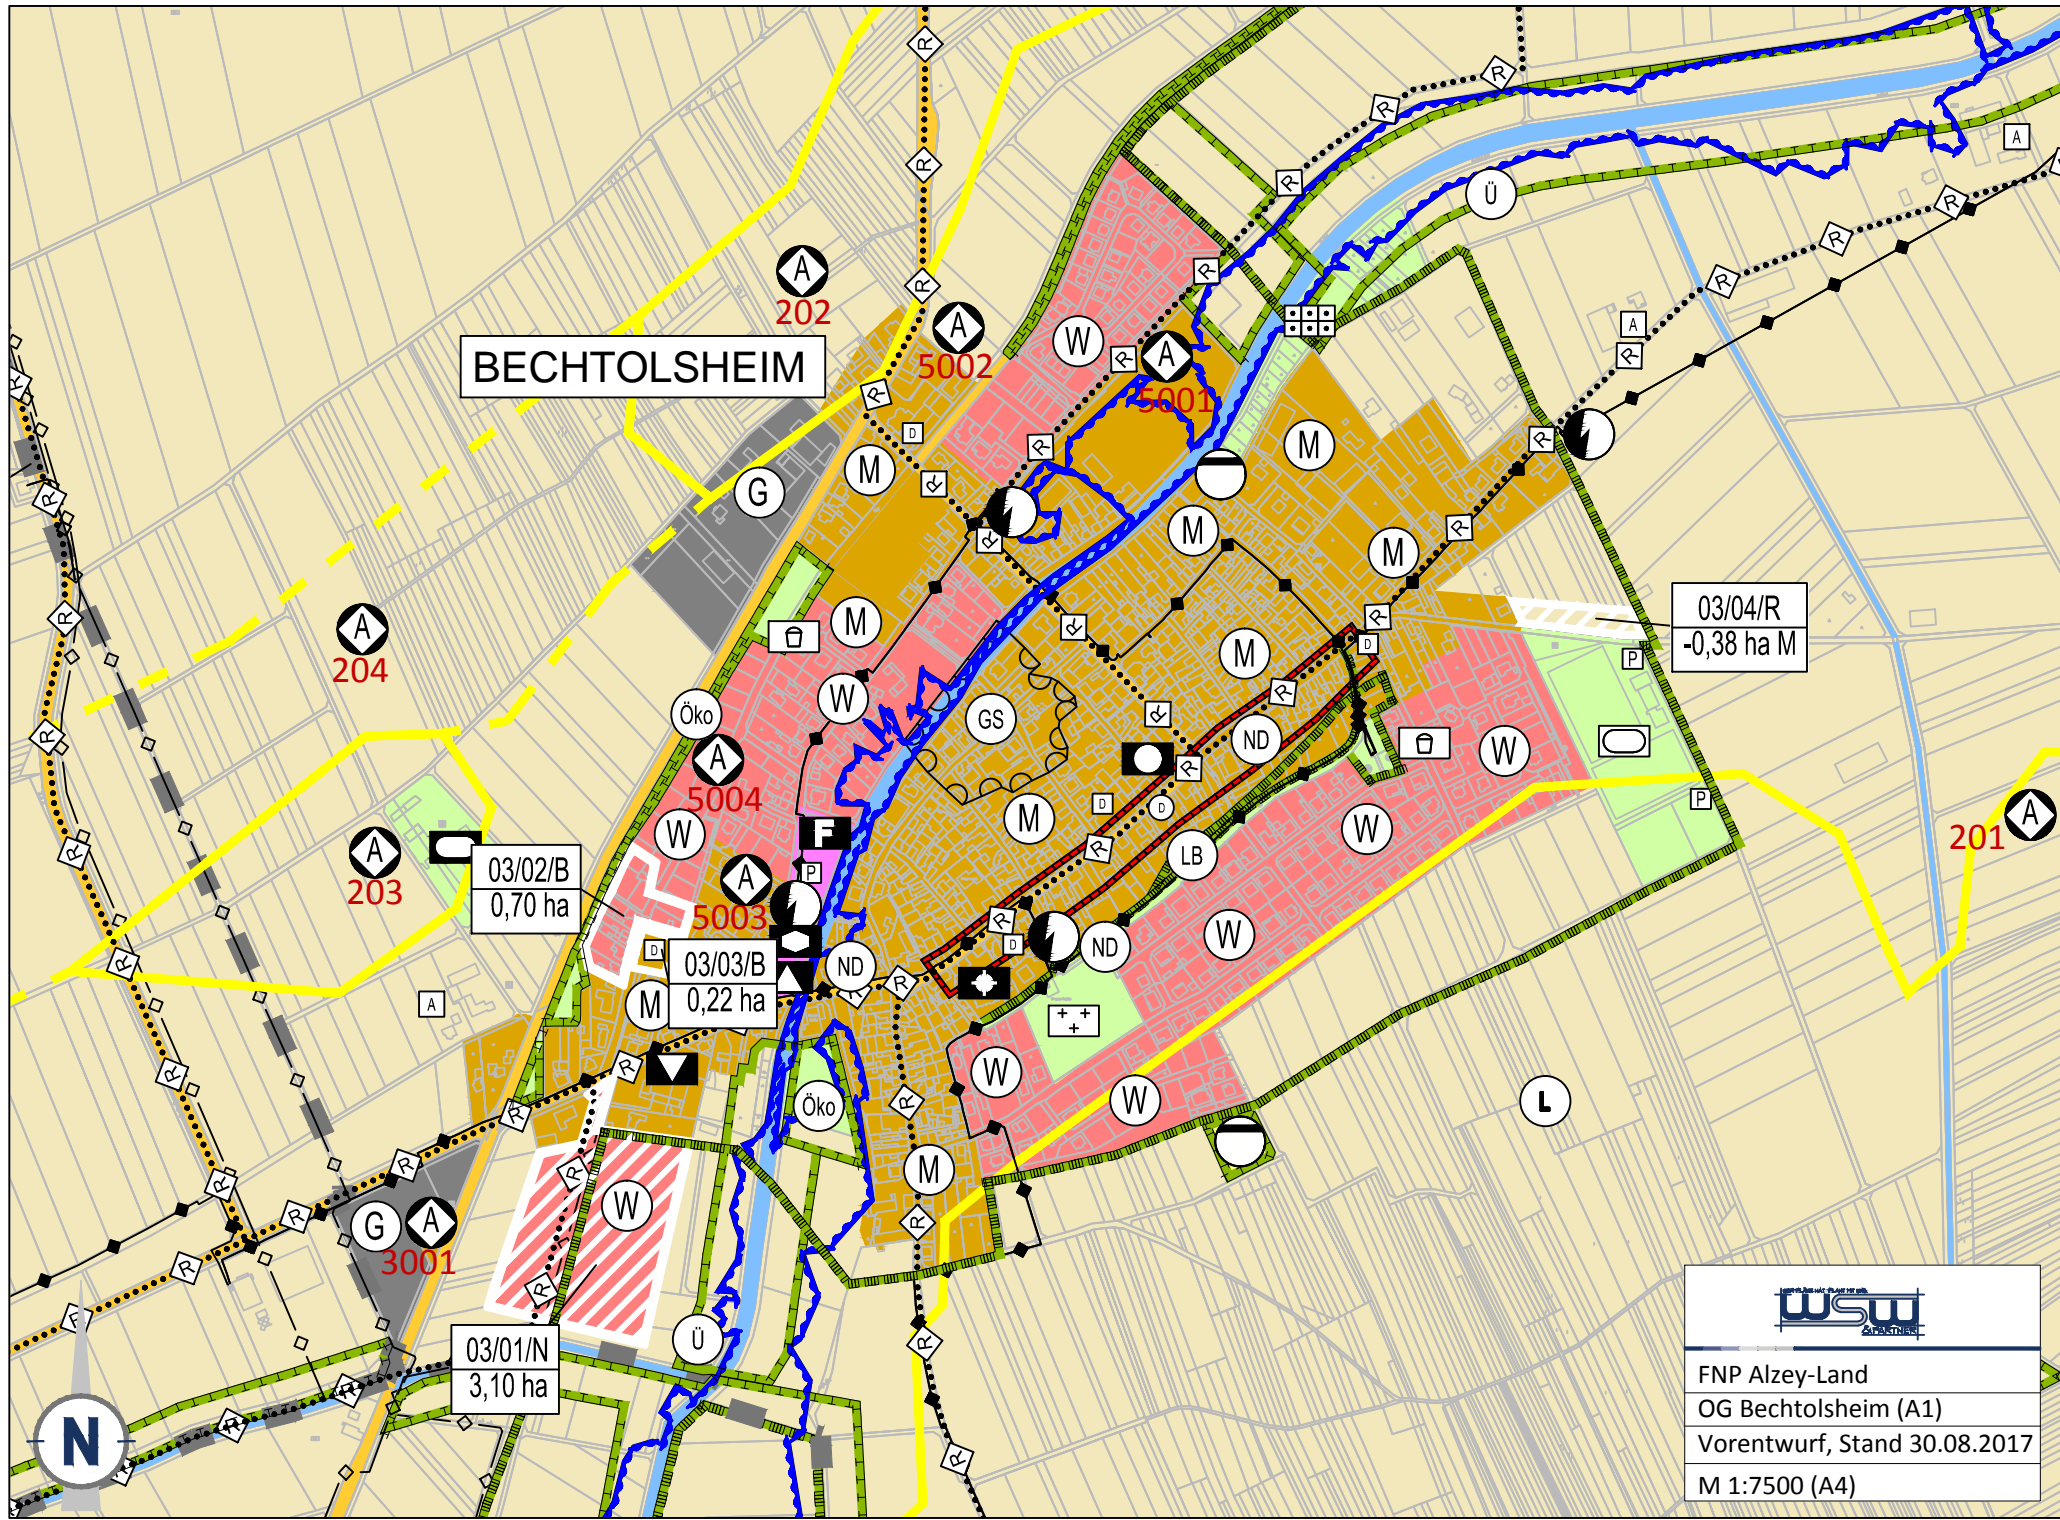 BECHTOLSHEIM
A
202
A
5002
A
5001
A
204
A
203
A
5004
A
5003
A
201
A
3001
A
A
A
Ü
W
M
D
G
M
M
M
M
W
M
Öko
W
GS
M
ND
D
D
D
W
W
W
W
W
W
LB
ND
ND
D
D
F
P
P
P
M
M
Öko
W
G
Ü
L
R
03/04/R
-0,38 ha M
03/02/B
0,70 ha
03/03/B
0,22 ha
03/01/N
3,10 ha
N
WSW
& PARTNER
FNP Alzey-Land
OG Bechtolsheim (A1)
Vorentwurf, Stand 30.08.2017
M 1:7500 (A4)